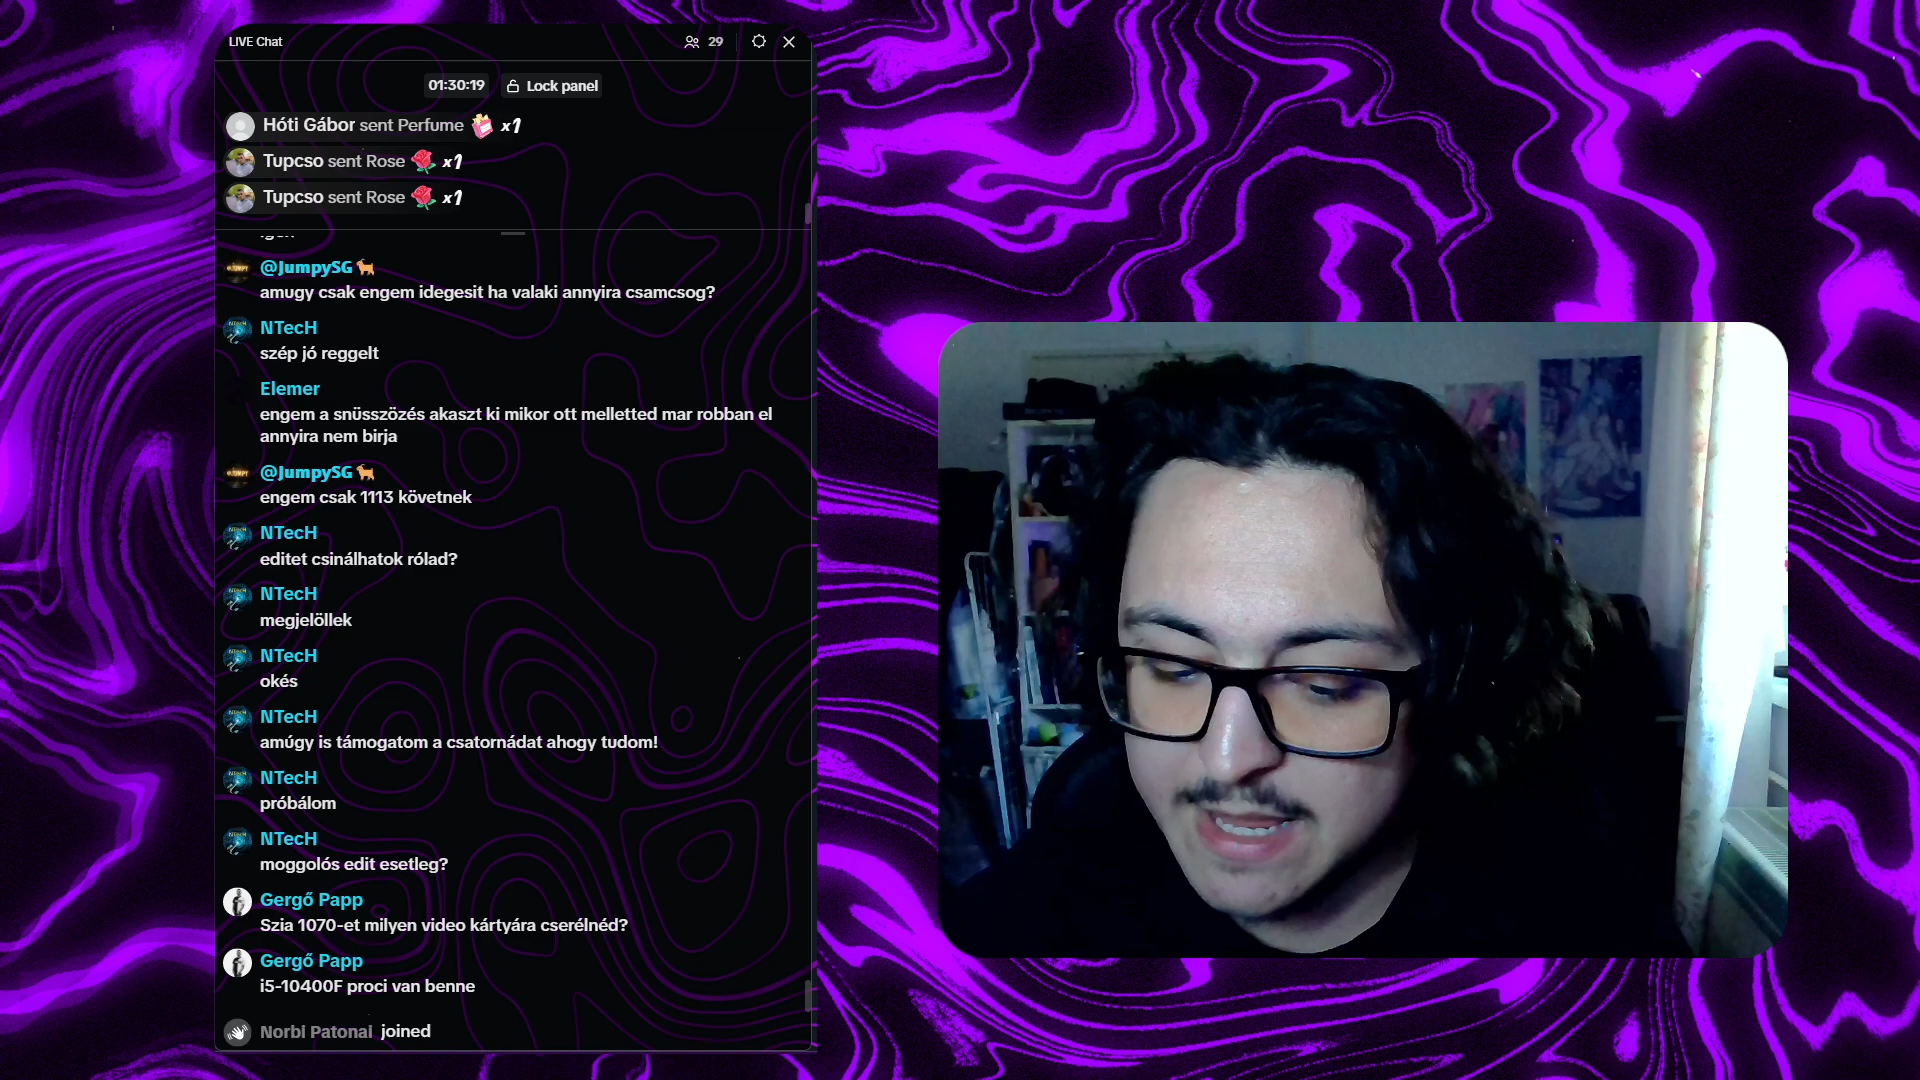 LIVE Chat
29
01:30:19
Lock panel
Hóti Gábor sent Perfume x1
Tupcso sent Rose x1
Tupcso sent Rose x1
@JumpySG
amugy csak engem idegesit ha valaki annyira csamcsog?
NTecH
szép jó reggelt
Elemer
engem a snüsszözés akaszt ki mikor ott melletted mar robban el
annyira nem birja
@JumpySG
engem csak 1113 követnek
NTecH
editet csinálhatok rólad?
NTecH
megjelöllek
NTecH
okés
NTecH
amúgy is támogatom a csatornádat ahogy tudom!
NTecH
próbálom
NTecH
moggolós edit esetleg?
Gergő Papp
Szia 1070-et milyen video kártyára cserélnéd?
Gergő Papp
i5-10400F proci van benne
Norbi Patonai joined